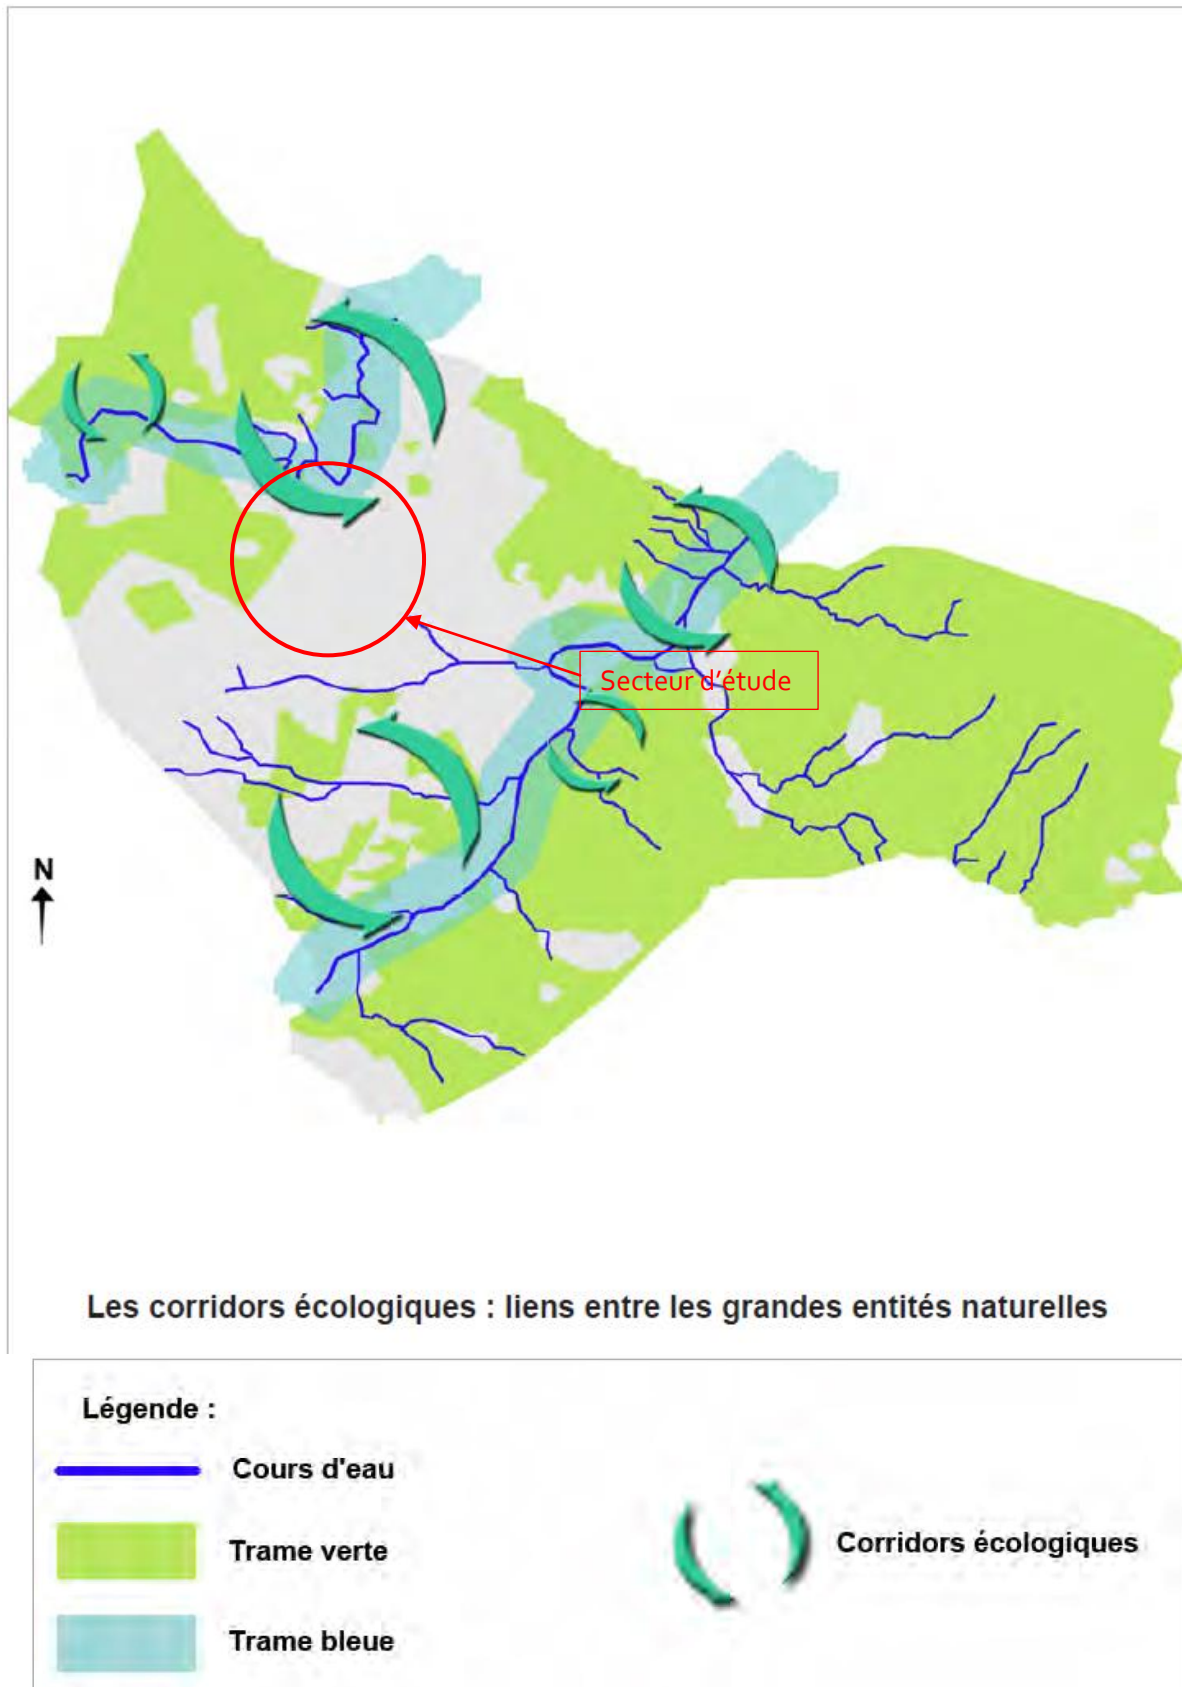 Secteur d'étude
N
Les corridors écologiques : liens entre les grandes entités naturelles
Légende :
Cours d'eau
Trame verte
Trame bleue
Corridors écologiques